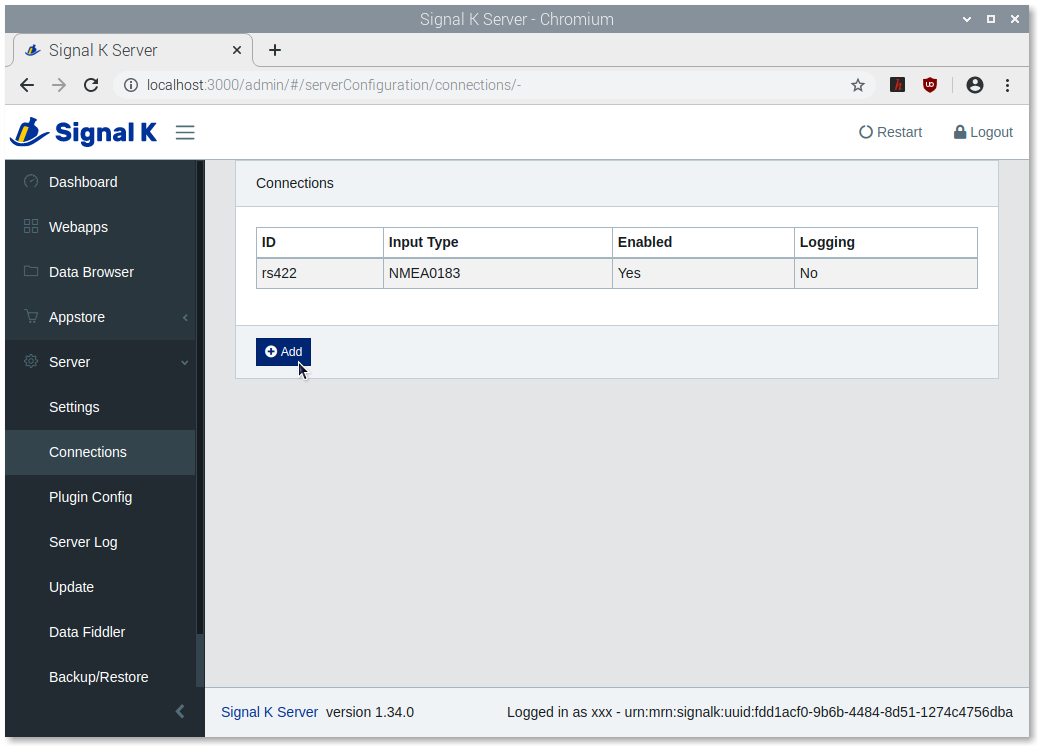 Signal K Server - Chromium
Signal K Server
localhost:3000/admin/#/serverConfiguration/connections/-
Signal K
Restart
Logout
Dashboard
Webapps
Data Browser
Appstore
Server
Settings
Connections
Plugin Config
Server Log
Update
Data Fiddler
Backup/Restore
Connections
ID Input Type Enabled Logging
rs422 NMEA0183 Yes No
Add
Signal K Server version 1.34.0
Logged in as xxx - urn:mrn:signalk:uuid:fdd1acf0-9b6b-4484-8d51-1274c4756dba